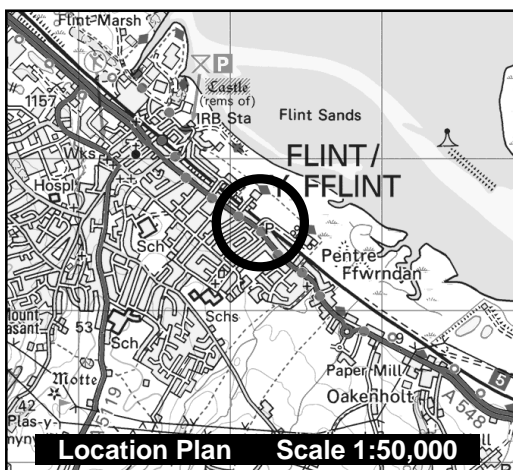 Flint Marsh
P
Castle
(rems of)
IRB Sta
1157
Flint Sands
FLINT/
Y FFLINT
Wks
Hospl
P
Sch
Pentre
Ffwrndan
Schs
53
Sch
Paper Mill
Oakenholt
Motte
5
A 548
42
A5119
Location Plan Scale 1:50,000